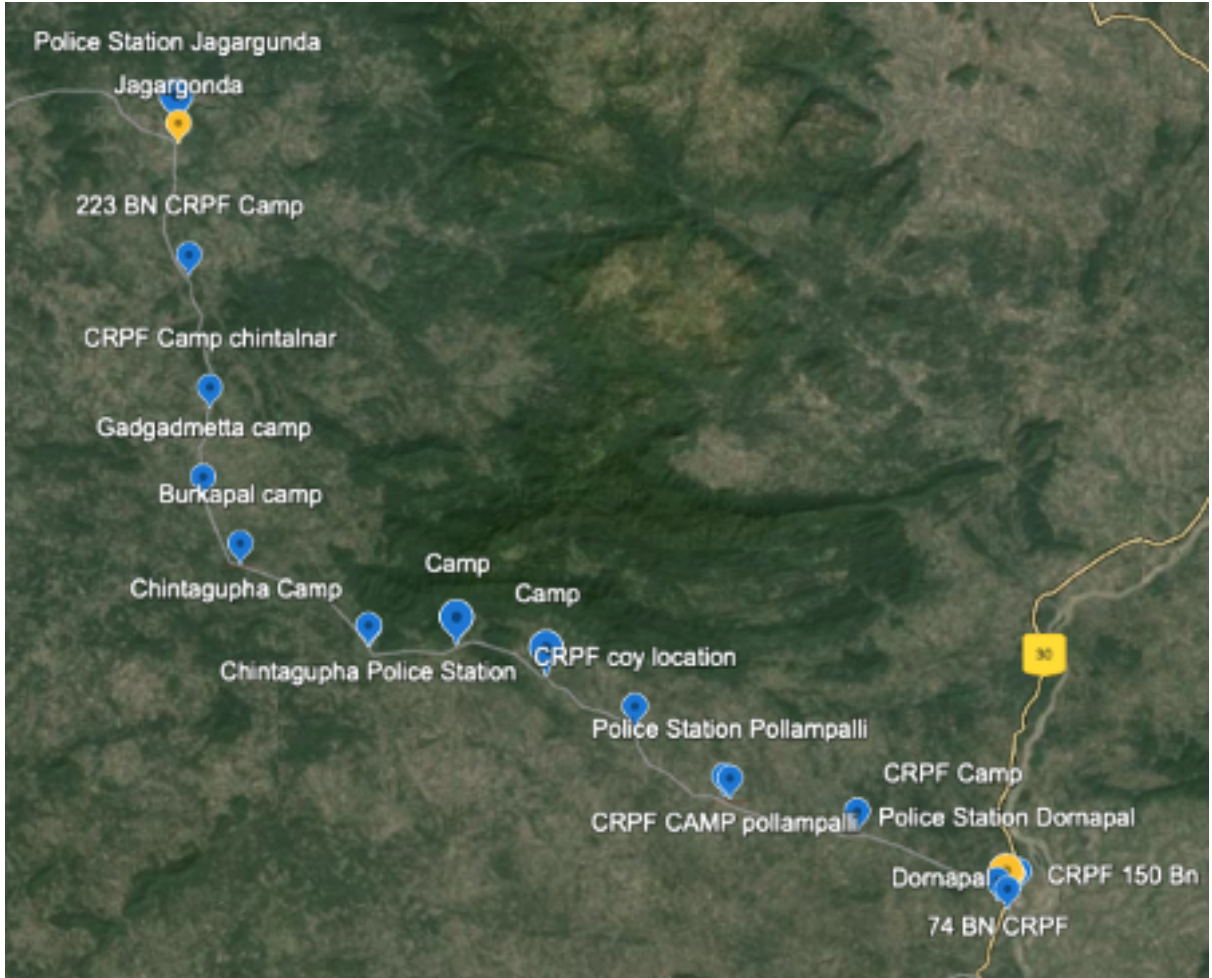 Police Station Jagargunda
Jagargonda
223 BN CRPF Camp
CRPF Camp chintalnar
Gadgadmetta camp
Burkapal camp
Camp
Chintagupha Camp
Camp
CRPF coy location
Chintagupha Police Station
30
Police Station Pollampalli
CRPF Camp
CRPF CAMP pollampalli
Police Station Dornapal
Dornapal
CRPF 150 Bn
74 BN CRPF